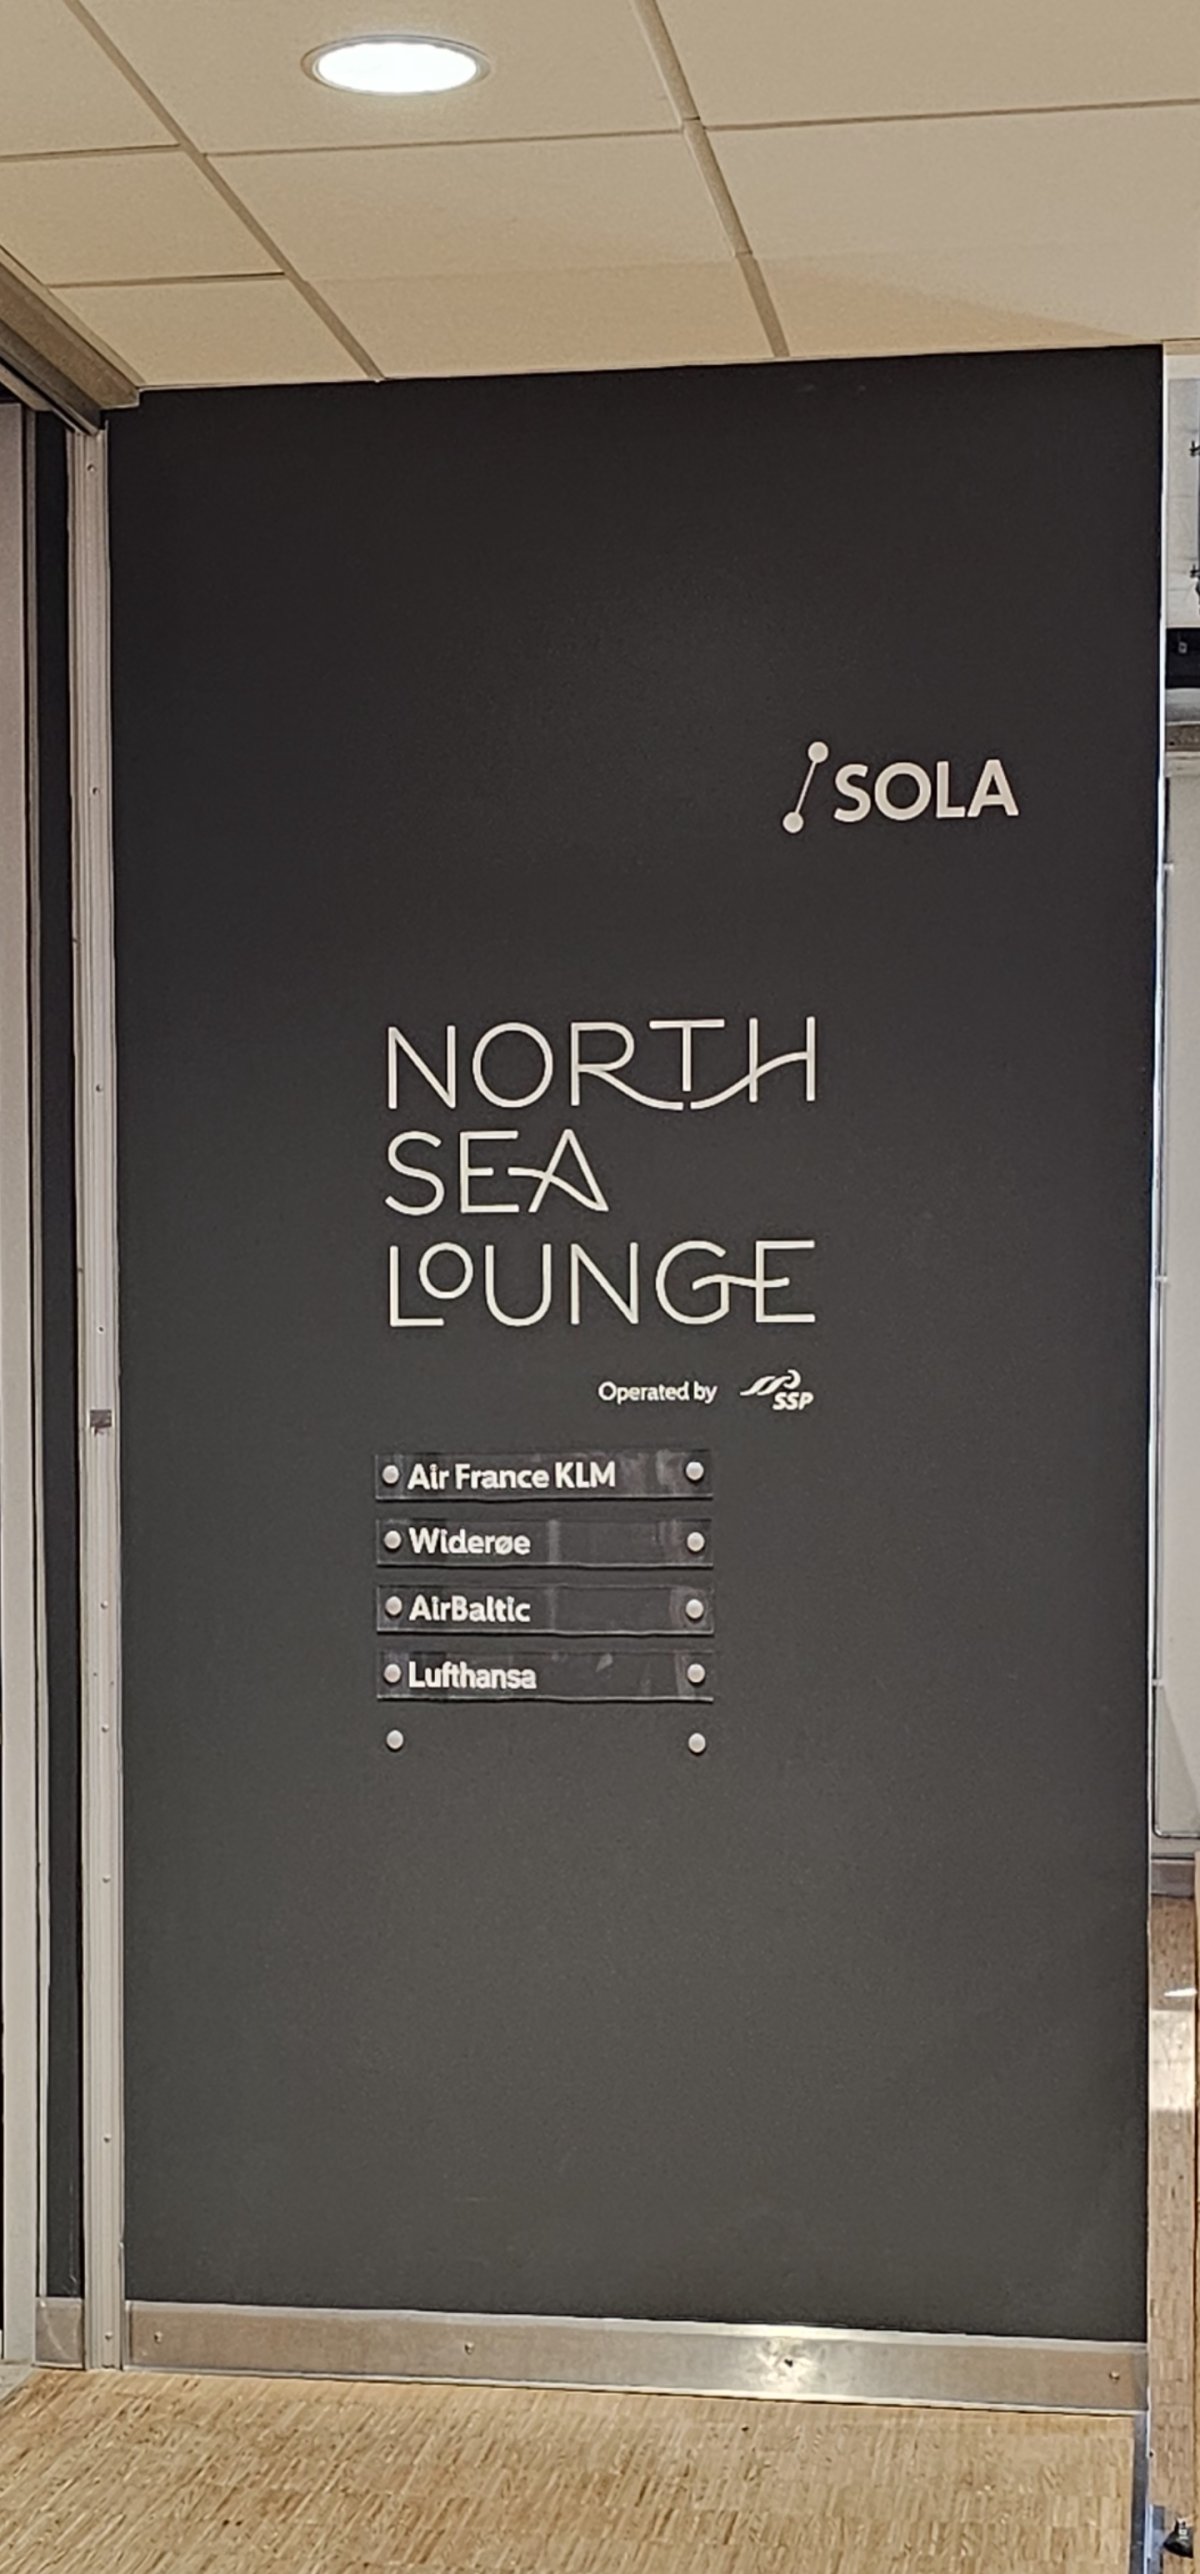 SOLA
NORTH
SEA
LOUNGE
Operated by SSP
Air France KLM
Widerøe
AirBaltic
Lufthansa